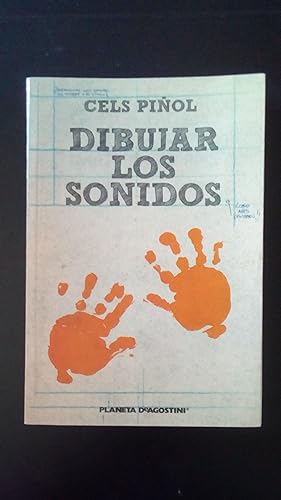 CELS PIÑOL
DIBUJAR
LOS
SONIDOS
PLANETA DeAGOSTINI